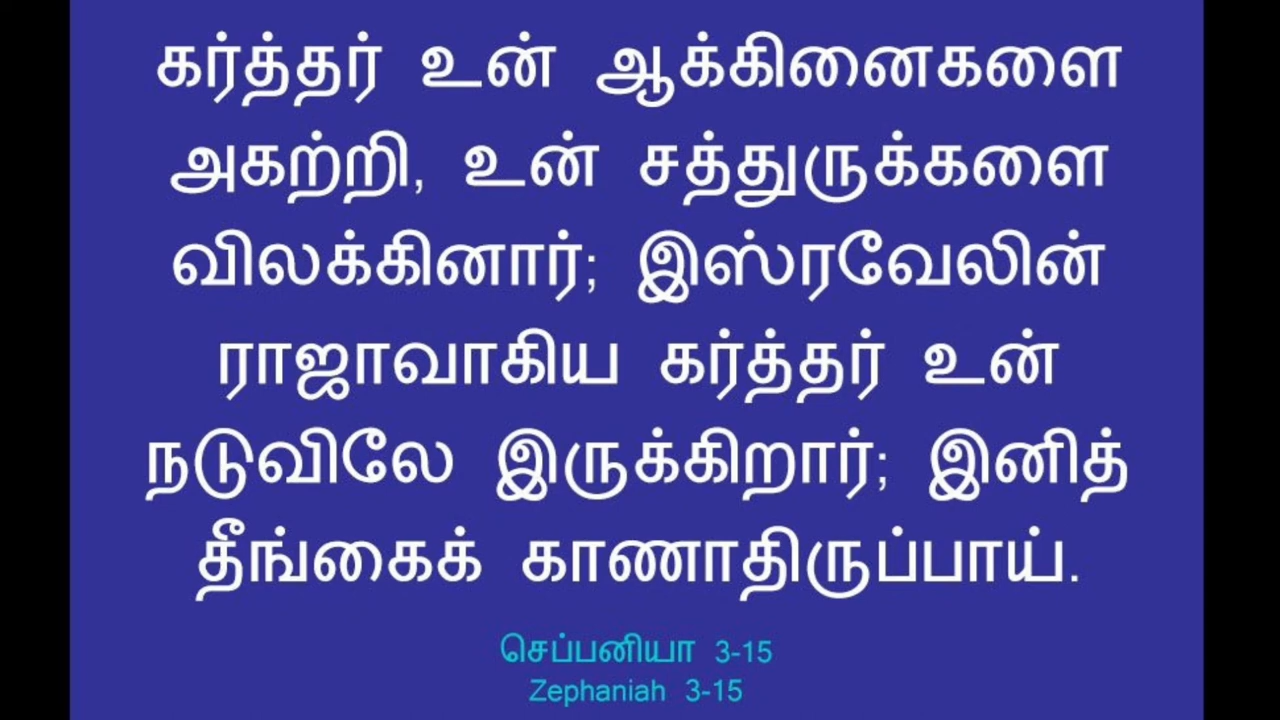 கர்த்தர் உன் ஆக்கினைகளை
அகற்றி, உன் சத்துருக்களை
விலக்கினார்; இஸ்ரவேலின்
ராஜாவாகிய கர்த்தர் உன்
நடுவிலே இருக்கிறார்; இனித்
தீங்கைக் காணாதிருப்பாய்.
செப்பனியா 3-15
Zephaniah 3-15